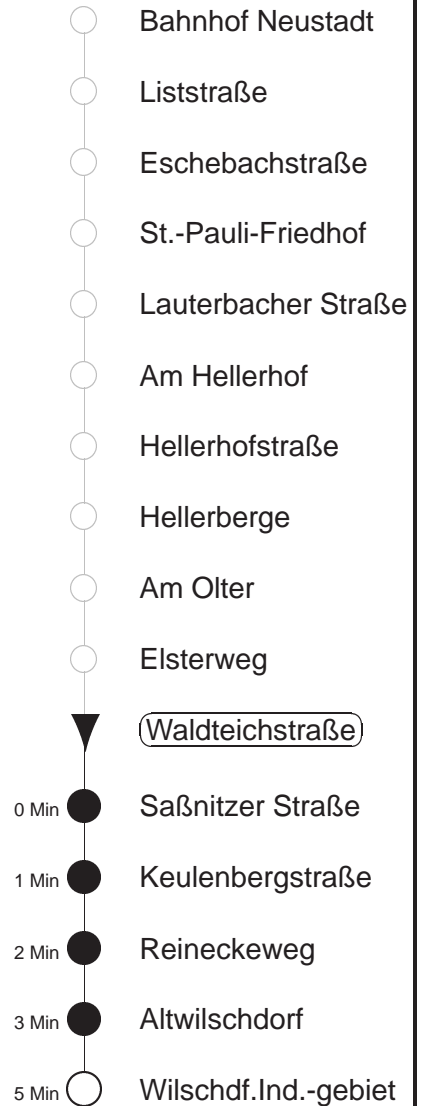 Bahnhof Neustadt
Liststraße
Eschebachstraße
St.-Pauli-Friedhof
Lauterbacher Straße
Am Hellerhof
Hellerhofstraße
Hellerberge
Am Olter
Elsterweg
Waldteichstraße
0 Min Saßnitzer Straße
1 Min Keulenbergstraße
2 Min Reineckeweg
3 Min Altwilschdorf
5 Min Wilschdf.Ind.-gebiet